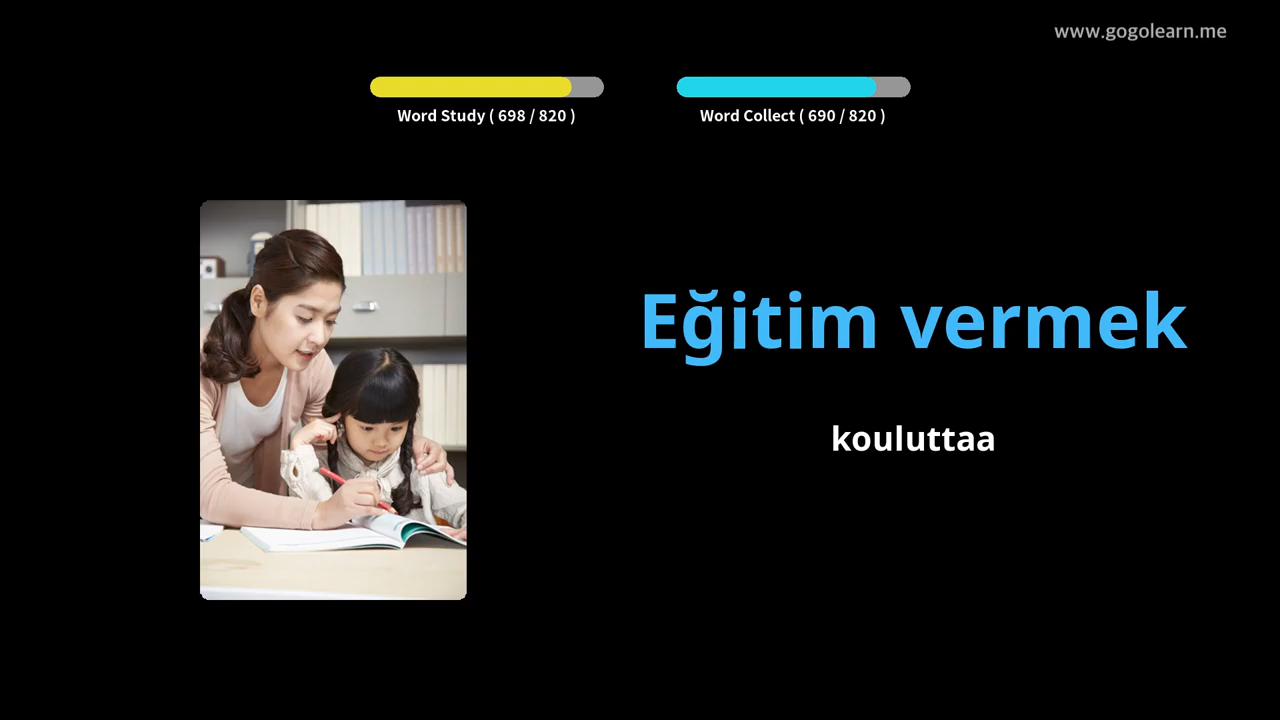 www.gogolearn.me
Word Study ( 698 / 820 )
Word Collect ( 690 / 820 )
Eğitim vermek
kouluttaa